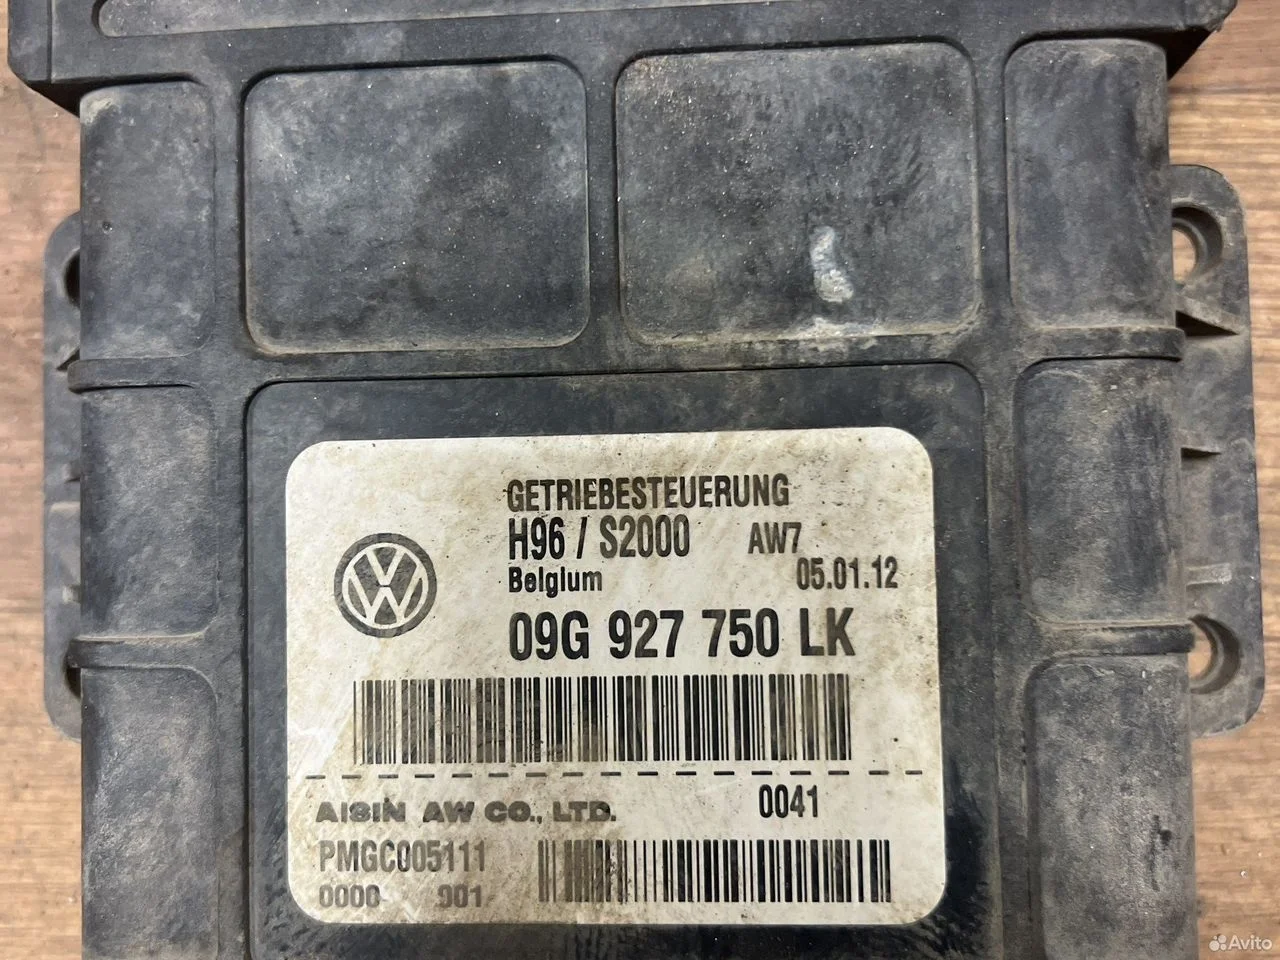 GETRIEBESTEUERUNG
H96 / S2000 AW7
Belgium 05.01.12
09G 927 750 LK
AISIN AW CO., LTD. 0041
PMGC005111
0000 001
Avito